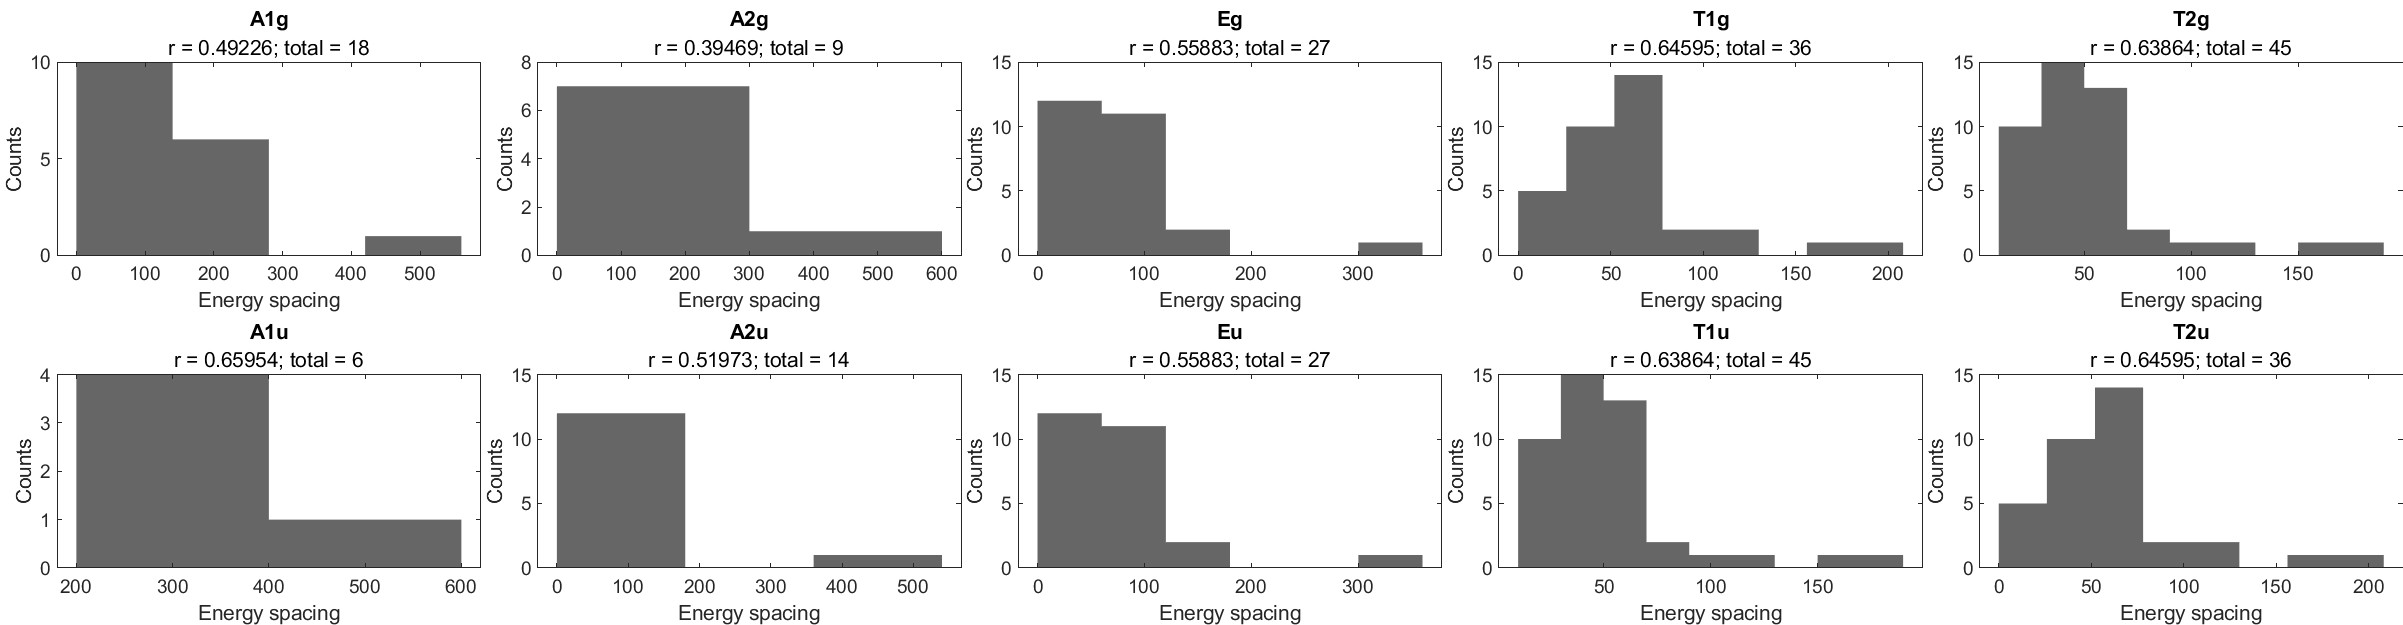 A1g
r = 0.49226; total = 18
10
5
0
Counts
0 100 200 300 400 500
Energy spacing
A2g
r = 0.39469; total = 9
8
6
4
2
0
Counts
0 100 200 300 400 500 600
Energy spacing
Eg
r = 0.55883; total = 27
15
10
5
0
Counts
0 100 200 300
Energy spacing
T1g
r = 0.64595; total = 36
15
10
5
0
Counts
0 50 100 150 200
Energy spacing
T2g
r = 0.63864; total = 45
15
10
5
0
Counts
50 100 150
Energy spacing
A1u
r = 0.65954; total = 6
4
3
2
1
0
Counts
200 300 400 500 600
Energy spacing
A2u
r = 0.51973; total = 14
15
10
5
0
Counts
0 100 200 300 400 500
Energy spacing
Eu
r = 0.55883; total = 27
15
10
5
0
Counts
0 100 200 300
Energy spacing
T1u
r = 0.63864; total = 45
15
10
5
0
Counts
50 100 150
Energy spacing
T2u
r = 0.64595; total = 36
15
10
5
0
Counts
0 50 100 150 200
Energy spacing